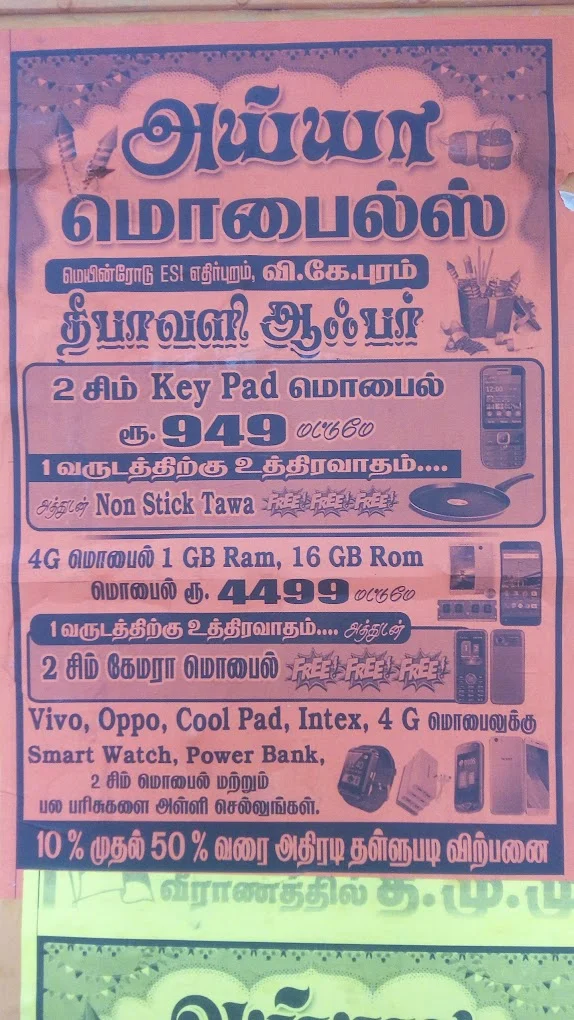 அய்யா
மொபைல்ஸ்
மெயின்ரோடு ESI எதிர்புறம், வி.கே.புரம்
தீபாவளி ஆஃபர்
2 சிம் Key Pad மொபைல்
ரூ. 949 மட்டுமே
1 வருடத்திற்கு உத்திரவாதம்....
அத்துடன் Non Stick Tawa FREE! FREE! FREE!
4G மொபைல் 1 GB Ram, 16 GB Rom
மொபைல் ரூ. 4499 மட்டுமே
1 வருடத்திற்கு உத்திரவாதம்.... அத்துடன்
2 சிம் கேமரா மொபைல் FREE! FREE! FREE!
Vivo, Oppo, Cool Pad, Intex, 4 G மொபைலுக்கு
Smart Watch, Power Bank,
2 சிம் மொபைல் மற்றும்
பல பரிசுகளை அள்ளி செல்லுங்கள்.
10 % முதல் 50 % வரை அதிரடி தள்ளுபடி விற்பனை
வீராணத்தில் த.மு.மு